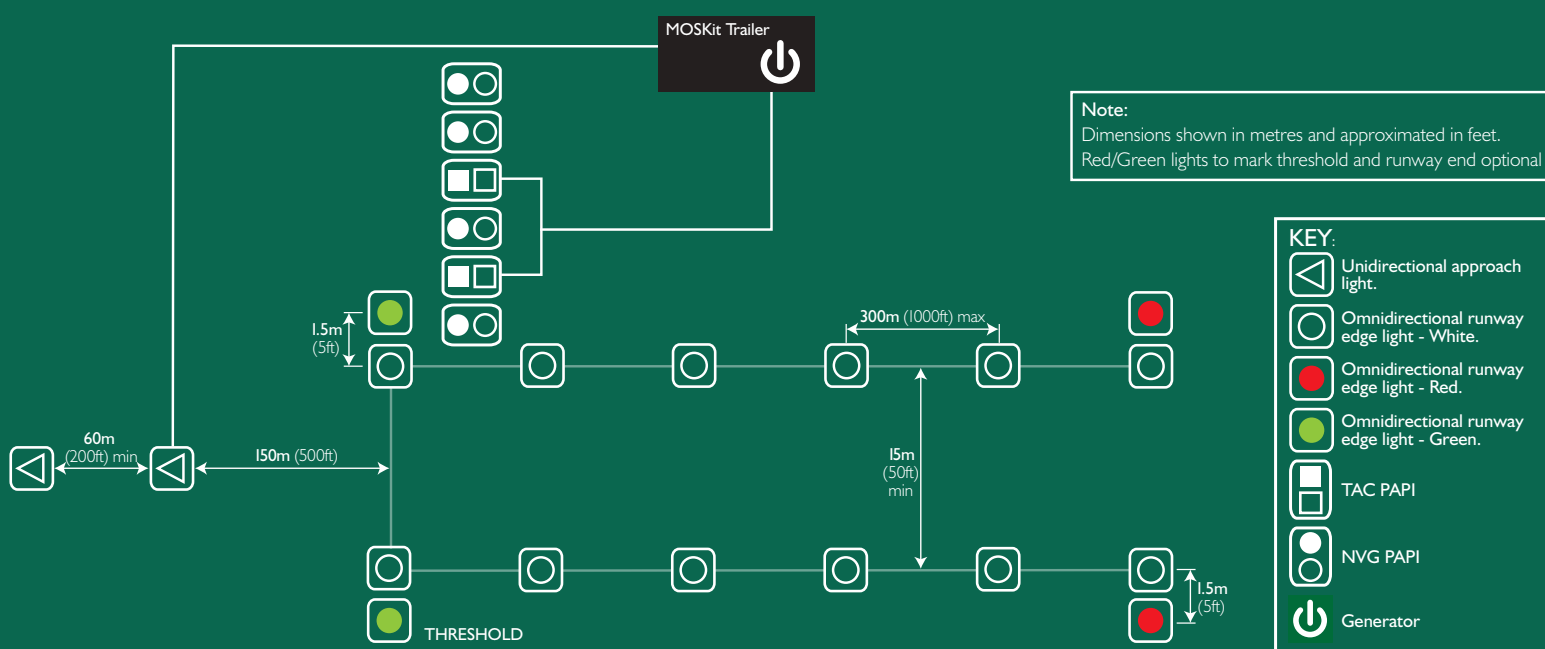 MOSKit Trailer
Note:
Dimensions shown in metres and approximated in feet.
Red/Green lights to mark threshold and runway end optional
KEY:
Unidirectional approach
light.
Omnidirectional runway
edge light - White.
Omnidirectional runway
edge light - Red.
Omnidirectional runway
edge light - Green.
TAC PAPI
NVG PAPI
Generator
1.5m
(5ft)
300m (1000ft) max
60m
(200ft) min
150m (500ft)
15m
(50ft)
min
1.5m
(5ft)
THRESHOLD